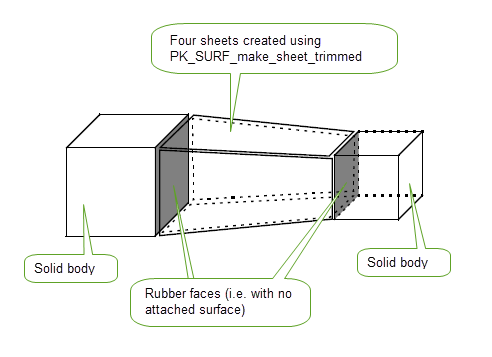 Four sheets created using
PK_SURF_make_sheet_trimmed
Solid body
Solid body
Rubber faces (i.e. with no
attached surface)